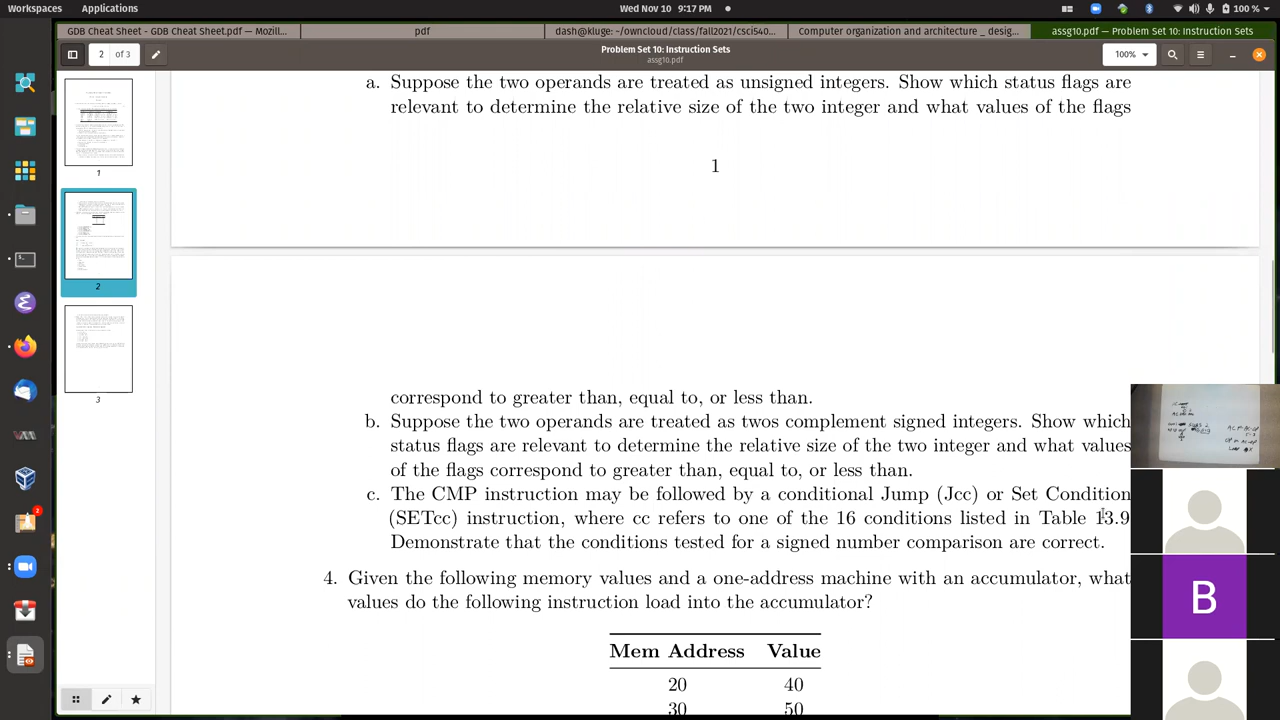 Workspaces Applications Wed Nov 10 9:17 PM 100 %
GDB Cheat Sheet - GDB Cheat Sheet.pdf — Mozill... pdf dash@kluge: ~/owncloud/class/fall2021/csci540... Computer organization and architecture _ desig... assg10.pdf — Problem Set 10: Instruction Sets
2 of 3 Problem Set 10: Instruction Sets 100%
assg10.pdf
a. Suppose the two operands are treated as unsigned integers. Show which status flags are
relevant to determine the relative size of the two integers and what values of the flags
1
correspond to greater than, equal to, or less than.
b. Suppose the two operands are treated as twos complement signed integers. Show which
status flags are relevant to determine the relative size of the two integer and what values
of the flags correspond to greater than, equal to, or less than.
c. The CMP instruction may be followed by a conditional Jump (Jcc) or Set Condition
(SETcc) instruction, where cc refers to one of the 16 conditions listed in Table 13.9
Demonstrate that the conditions tested for a signed number comparison are correct.
4. Given the following memory values and a one-address machine with an accumulator, what
values do the following instruction load into the accumulator?
Mem Address Value
20 40
30 50
1
2
3
2
B